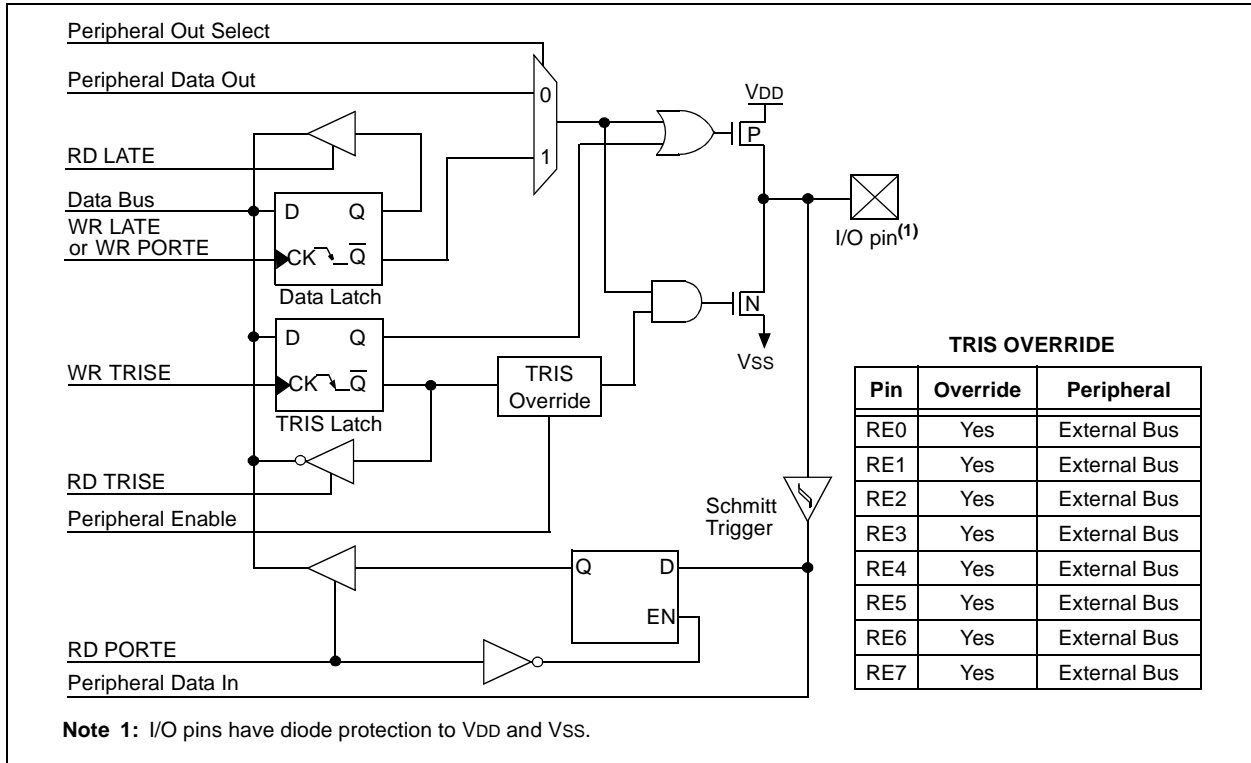 Peripheral Out Select
Peripheral Data Out
0
1
VDD
P
RD LATE
Data Bus
WR LATE
or WR PORTE
D Q
CK Q
Data Latch
I/O pin(1)
N
VSS
D Q
CK Q
TRIS Latch
WR TRISE
TRIS
Override
RD TRISE
Peripheral Enable
Schmitt
Trigger
Q D
EN
RD PORTE
Peripheral Data In
TRIS OVERRIDE
Pin Override Peripheral
RE0 Yes External Bus
RE1 Yes External Bus
RE2 Yes External Bus
RE3 Yes External Bus
RE4 Yes External Bus
RE5 Yes External Bus
RE6 Yes External Bus
RE7 Yes External Bus
Note 1: I/O pins have diode protection to VDD and VSS.